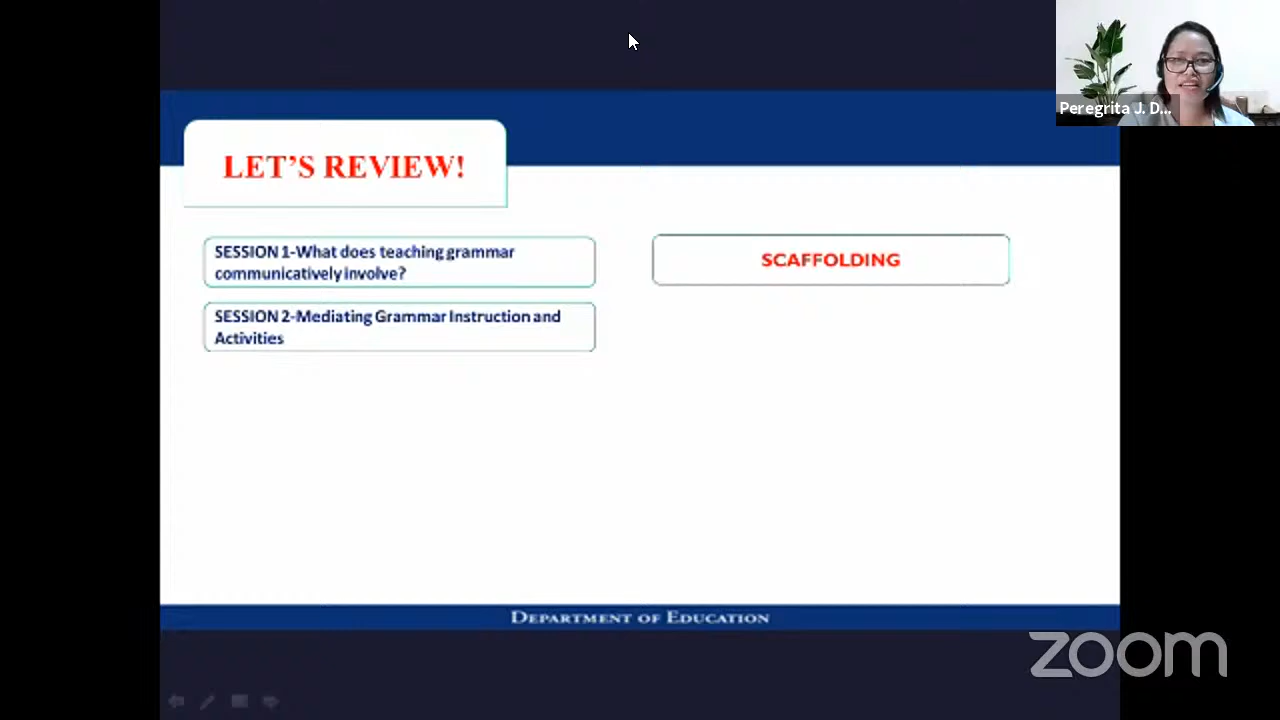 Peregrita J. D...
LET'S REVIEW!
SESSION 1-What does teaching grammar
communicatively involve?
SCAFFOLDING
SESSION 2-Mediating Grammar Instruction and
Activities
DEPARTMENT OF EDUCATION
zoom